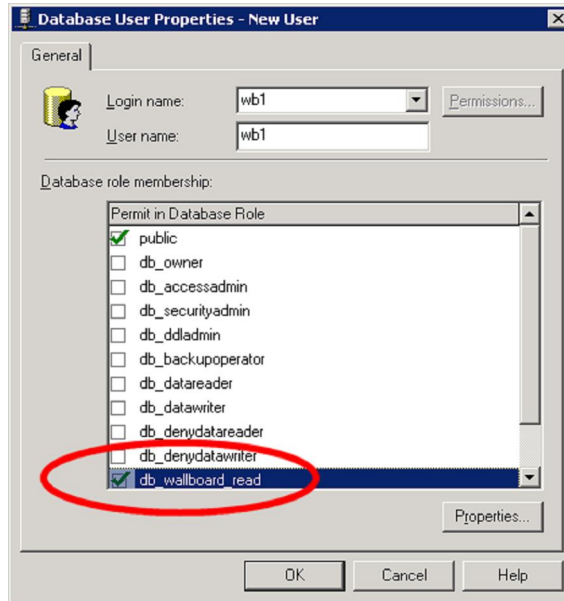 Database User Properties - New User
General
Login name: wb1 Permissions...
User name: wb1
Database role membership:
Permit in Database Role
public
db_owner
db_accessadmin
db_securityadmin
db_ddladmin
db_backupoperator
db_datareader
db_datawriter
db_denydatareader
db_denydatawriter
db_wallboard_read
Properties...
OK Cancel Help